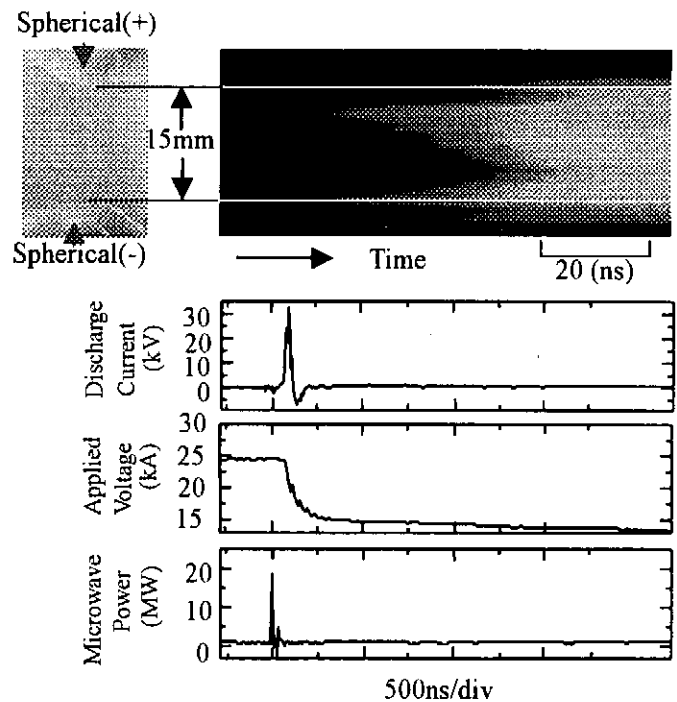 Spherical(+)
15mm
Spherical(-)
Time
20 (ns)
Discharge
Current
(kV)
30
20
10
0
Applied
Voltage
(kA)
30
25
20
15
Microwave
Power
(MW)
20
10
0
500ns/div